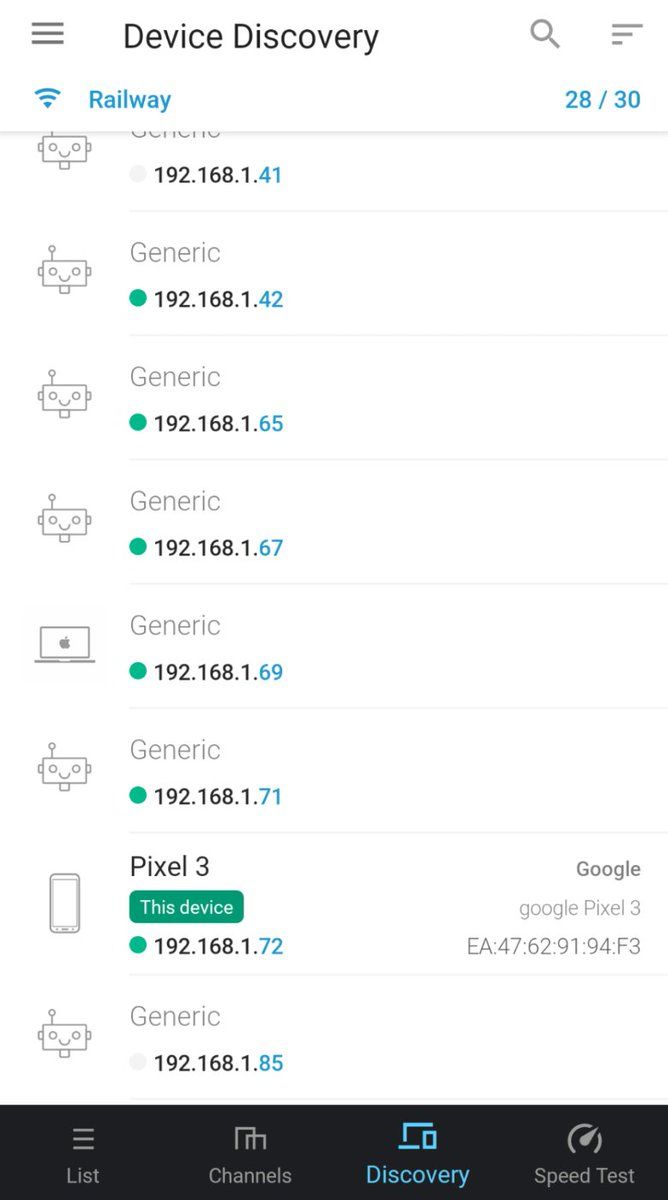 Device Discovery
Railway 28 / 30
Generic
192.168.1.41
Generic
192.168.1.42
Generic
192.168.1.65
Generic
192.168.1.67
Generic
192.168.1.69
Generic
192.168.1.71
Pixel 3 Google
This device google Pixel 3
192.168.1.72 EA:47:62:91:94:F3
Generic
192.168.1.85
List Channels Discovery Speed Test